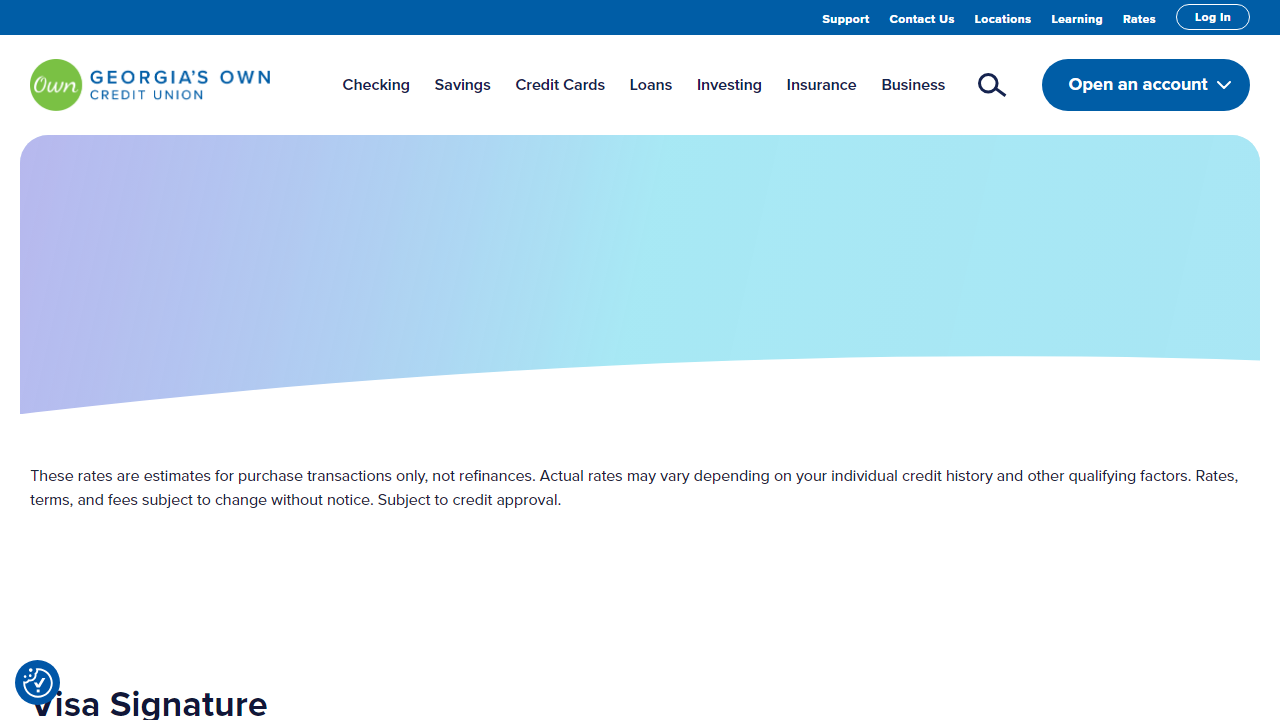 Support Contact Us Locations Learning Rates Log In
Own GEORGIA'S OWN
CREDIT UNION
Checking Savings Credit Cards Loans Investing Insurance Business Open an account
These rates are estimates for purchase transactions only, not refinances. Actual rates may vary depending on your individual credit history and other qualifying factors. Rates,
terms, and fees subject to change without notice. Subject to credit approval.
Visa Signature